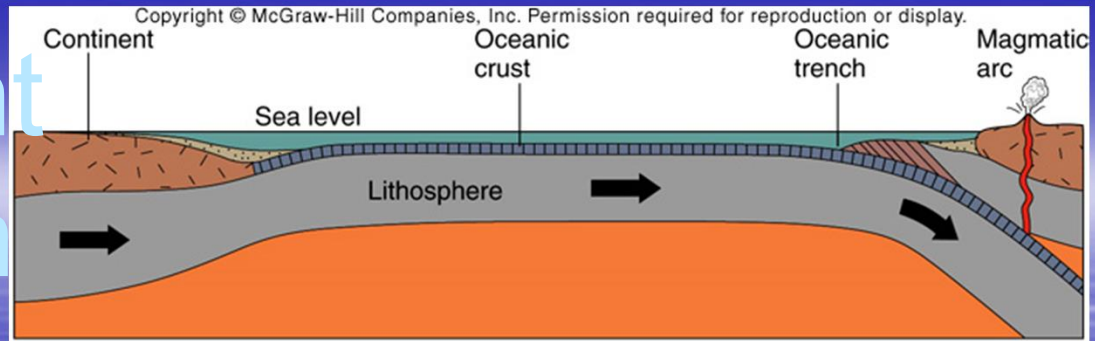 Copyright © McGraw-Hill Companies, Inc. Permission required for reproduction or display.
Continent
Oceanic
crust
Oceanic
trench
Magmatic
arc
Sea level
Lithosphere